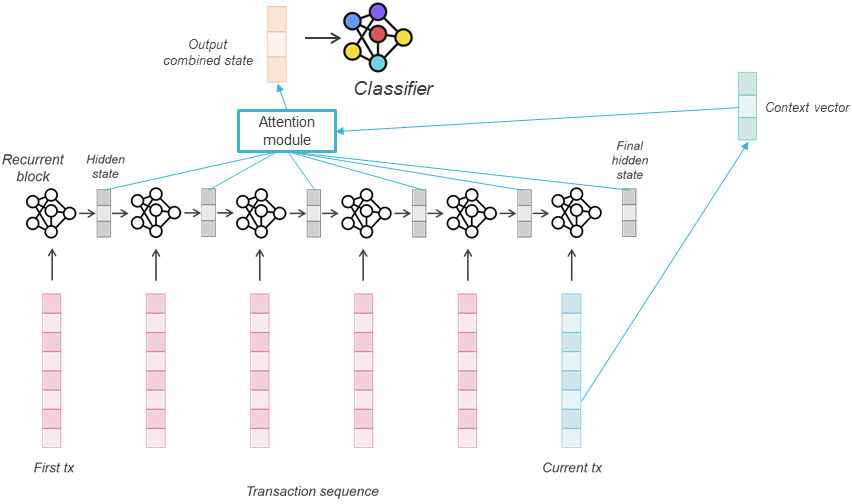 Output
combined state
Classifier
Attention
module
Context vector
Recurrent
block
Hidden
state
Final
hidden
state
First tx
Current tx
Transaction sequence